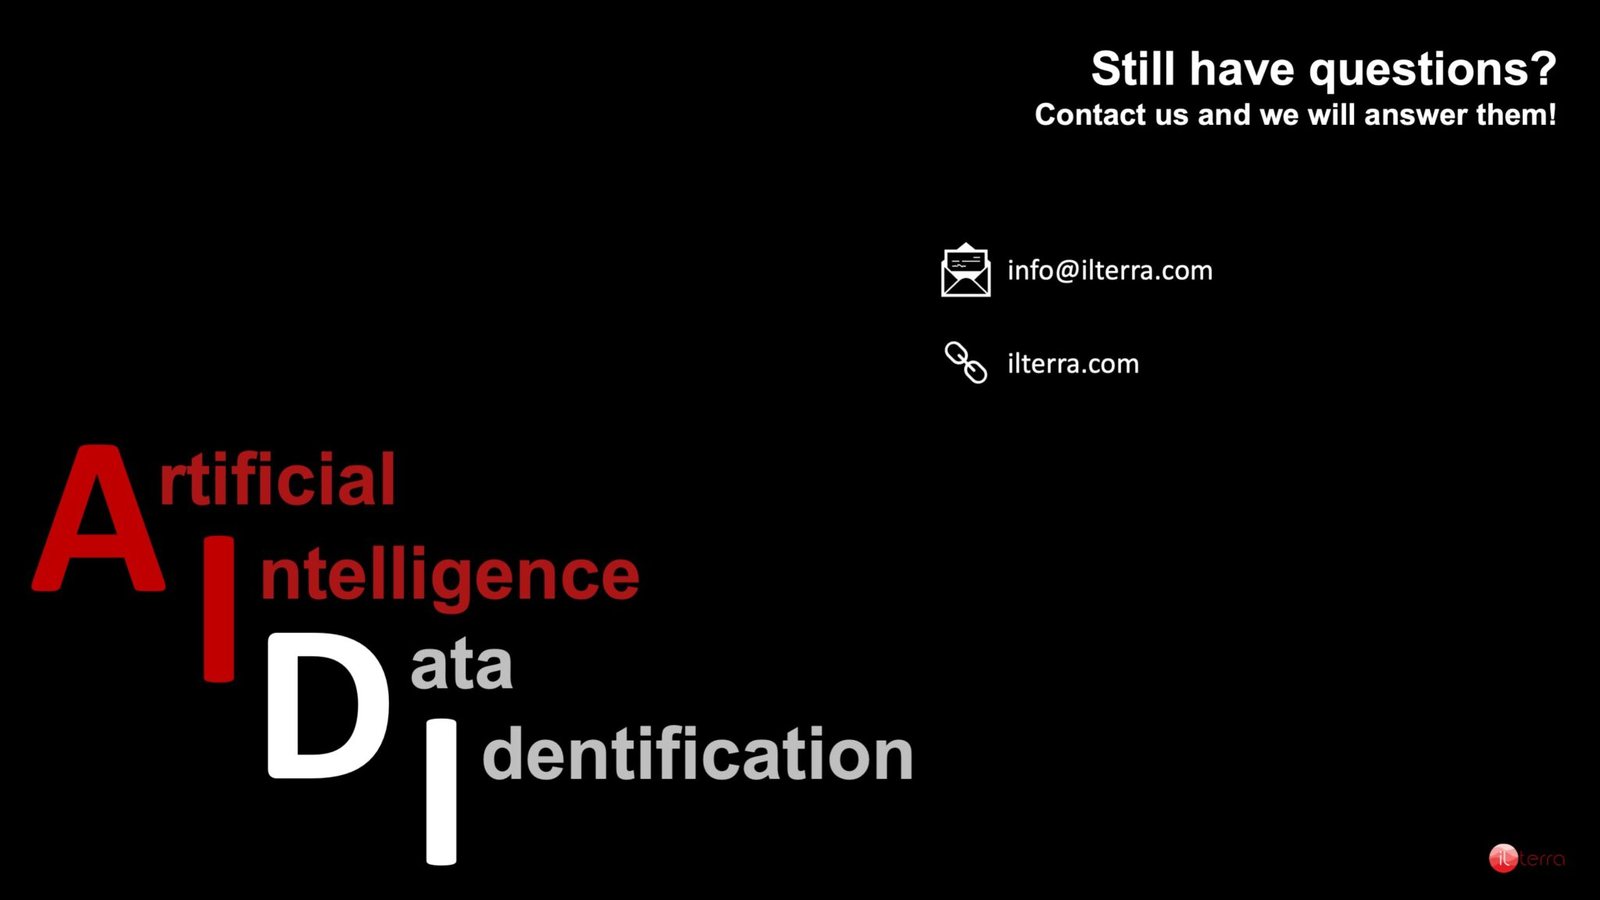 Still have questions?
Contact us and we will answer them!
info@ilterra.com
ilterra.com
Artificial
Intelligence
Data
Identification
ilterra